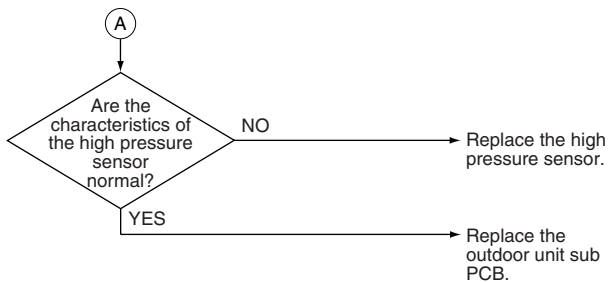 A
Are the
characteristics of
the high pressure
sensor
normal?
NO
Replace the high
pressure sensor.
YES
Replace the
outdoor unit sub
PCB.